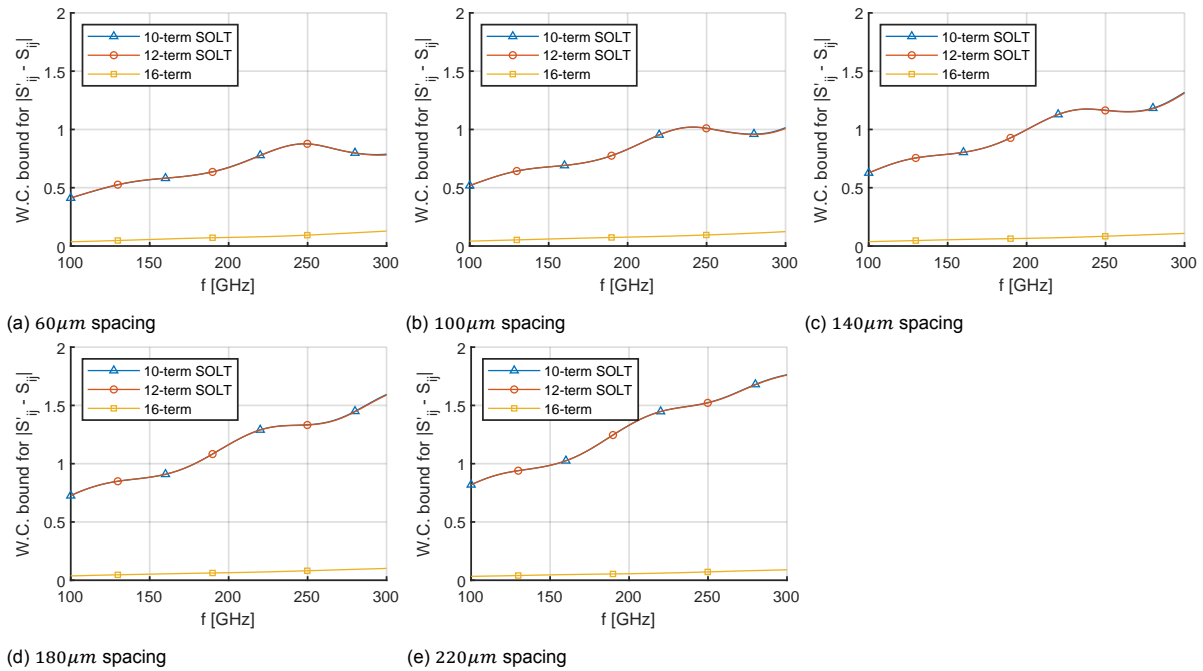 2
1.5
1
0.5
0
W.C. bound for |S'ij - Sij|
10-term SOLT
12-term SOLT
16-term
100 150 200 250 300
f [GHz]
(a) 60μm spacing
2
1.5
1
0.5
0
W.C. bound for |S'ij - Sij|
10-term SOLT
12-term SOLT
16-term
100 150 200 250 300
f [GHz]
(b) 100μm spacing
2
1.5
1
0.5
0
W.C. bound for |S'ij - Sij|
10-term SOLT
12-term SOLT
16-term
100 150 200 250 300
f [GHz]
(c) 140μm spacing
2
1.5
1
0.5
0
W.C. bound for |S'ij - Sij|
10-term SOLT
12-term SOLT
16-term
100 150 200 250 300
f [GHz]
(d) 180μm spacing
2
1.5
1
0.5
0
W.C. bound for |S'ij - Sij|
10-term SOLT
12-term SOLT
16-term
100 150 200 250 300
f [GHz]
(e) 220μm spacing